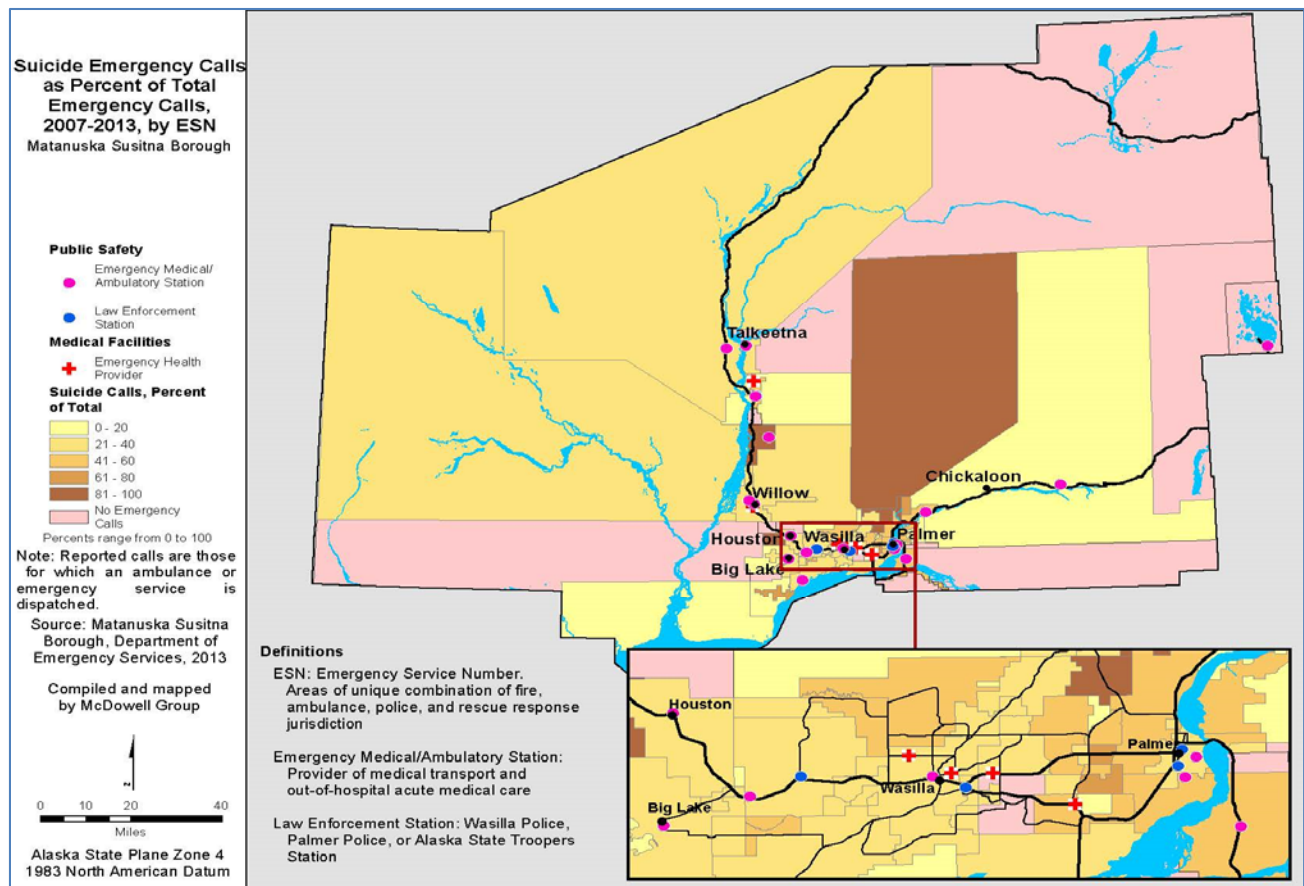 Suicide Emergency Calls
as Percent of Total
Emergency Calls,
2007-2013, by ESN
Matanuska Susitna Borough
Public Safety
Emergency Medical/
Ambulatory Station
Law Enforcement
Station
Medical Facilities
Emergency Health
Provider
Suicide Calls, Percent
of Total
0 - 20
21 - 40
41 - 60
61 - 80
81 - 100
No Emergency
Calls
Percents range from 0 to 100
Note: Reported calls are those
for which an ambulance or
emergency service is
dispatched.
Source: Matanuska Susitna
Borough, Department of
Emergency Services, 2013
Compiled and mapped
by McDowell Group
N
0 10 20 40
Miles
Alaska State Plane Zone 4
1983 North American Datum
Talkeetna
Chickaloon
Willow
Houston
Wasilla
Palmer
Big Lake
Definitions
ESN: Emergency Service Number.
Areas of unique combination of fire,
ambulance, police, and rescue response
jurisdiction
Emergency Medical/Ambulatory Station:
Provider of medical transport and
out-of-hospital acute medical care
Law Enforcement Station: Wasilla Police,
Palmer Police, or Alaska State Troopers
Station
Houston
Palmer
Wasilla
Big Lake